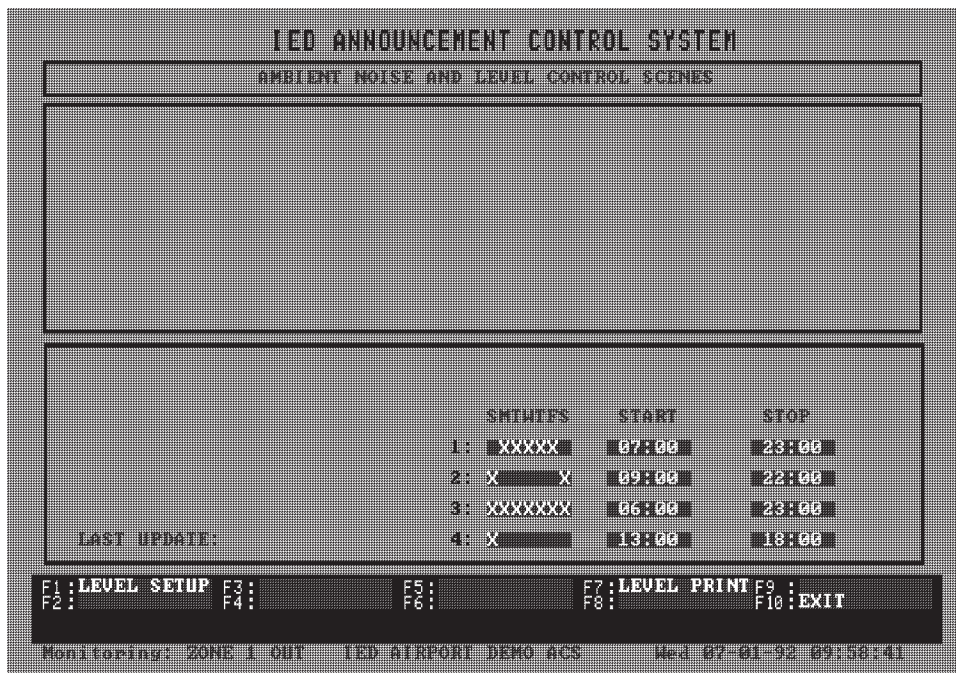 IED ANNOUNCEMENT CONTROL SYSTEM
AMBIENT NOISE AND LEVEL CONTROL SCENES
SMTWTFS START STOP
1: XXXXX 07:00 23:00
2: X X 09:00 22:00
3: XXXXXXX 06:00 23:00
LAST UPDATE: 4: X 13:00 18:00
F1: LEVEL SETUP F3: F5: F7: LEVEL PRINT F9:
F2: F4: F6: F8: F10: EXIT
Monitoring: ZONE 1 OUT IED AIRPORT DEMO ACS Wed 07-01-92 09:58:41